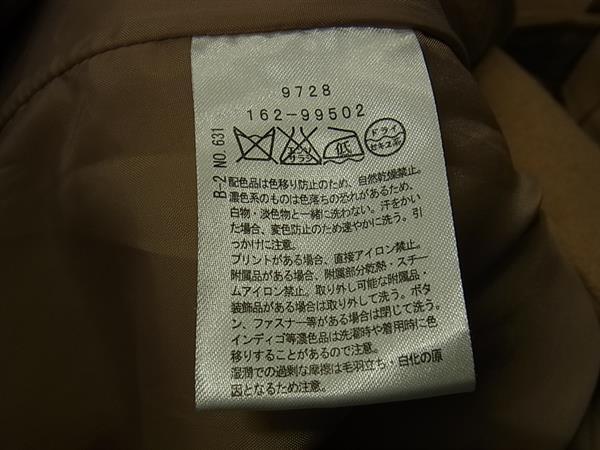 9728
162-99502
エンソ
サラシ
低
ドライ
セキユ系
B-2 NO.631
配色品は色移り防止のため、自然乾燥禁止。
濃色系のものは色落ちの恐れがあるため、
白物・淡色物と一緒に洗わない。汗をかい
た場合、変色防止のため速やかに洗う。引
っかけに注意。
プリントがある場合、直接アイロン禁止。
附属品がある場合、附属部分乾熱・スチー
ムアイロン禁止。取り外し可能な附属品・
装飾品がある場合は取り外して洗う。ボタ
ン、ファスナー等がある場合は閉じて洗う。
インディゴ等濃色品は洗濯時や着用時に色
移りすることがあるので注意。
湿潤での過剰な摩擦は毛羽立ち・白化の原
因となるため注意。